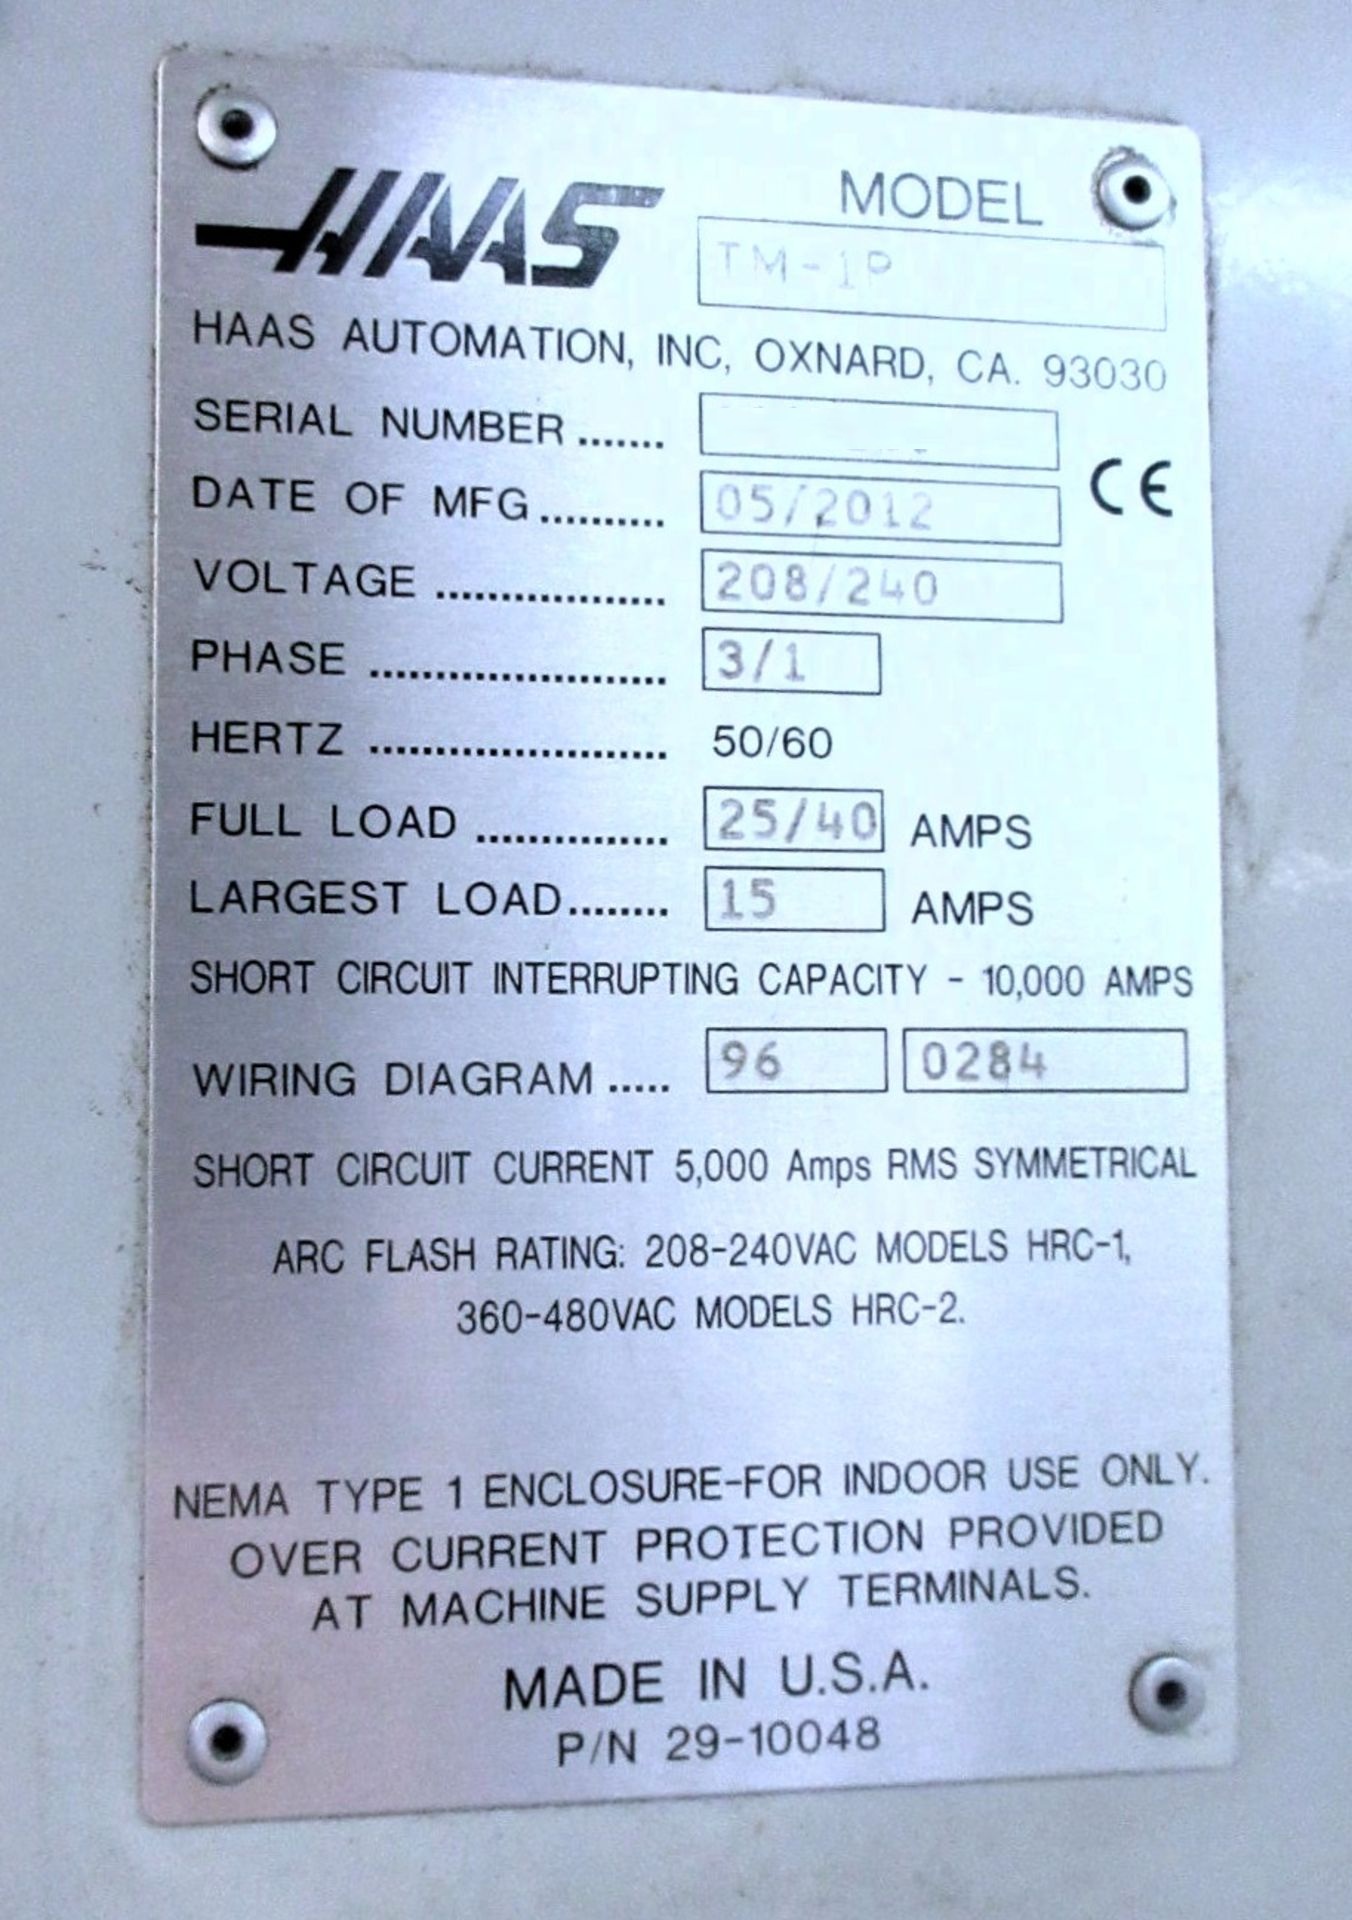 HAAS MODEL
TM-1P
HAAS AUTOMATION, INC, OXNARD, CA. 93030
SERIAL NUMBER .......
DATE OF MFG .......... 05/2012 CE
VOLTAGE .................. 208/240
PHASE ....................... 3/1
HERTZ ....................... 50/60
FULL LOAD ............... 25/40 AMPS
LARGEST LOAD........ 15 AMPS
SHORT CIRCUIT INTERRUPTING CAPACITY - 10,000 AMPS
WIRING DIAGRAM ..... 96 0284
SHORT CIRCUIT CURRENT 5,000 Amps RMS SYMMETRICAL
ARC FLASH RATING: 208-240VAC MODELS HRC-1,
360-480VAC MODELS HRC-2.
NEMA TYPE 1 ENCLOSURE-FOR INDOOR USE ONLY.
OVER CURRENT PROTECTION PROVIDED
AT MACHINE SUPPLY TERMINALS.
MADE IN U.S.A.
P/N 29-10048